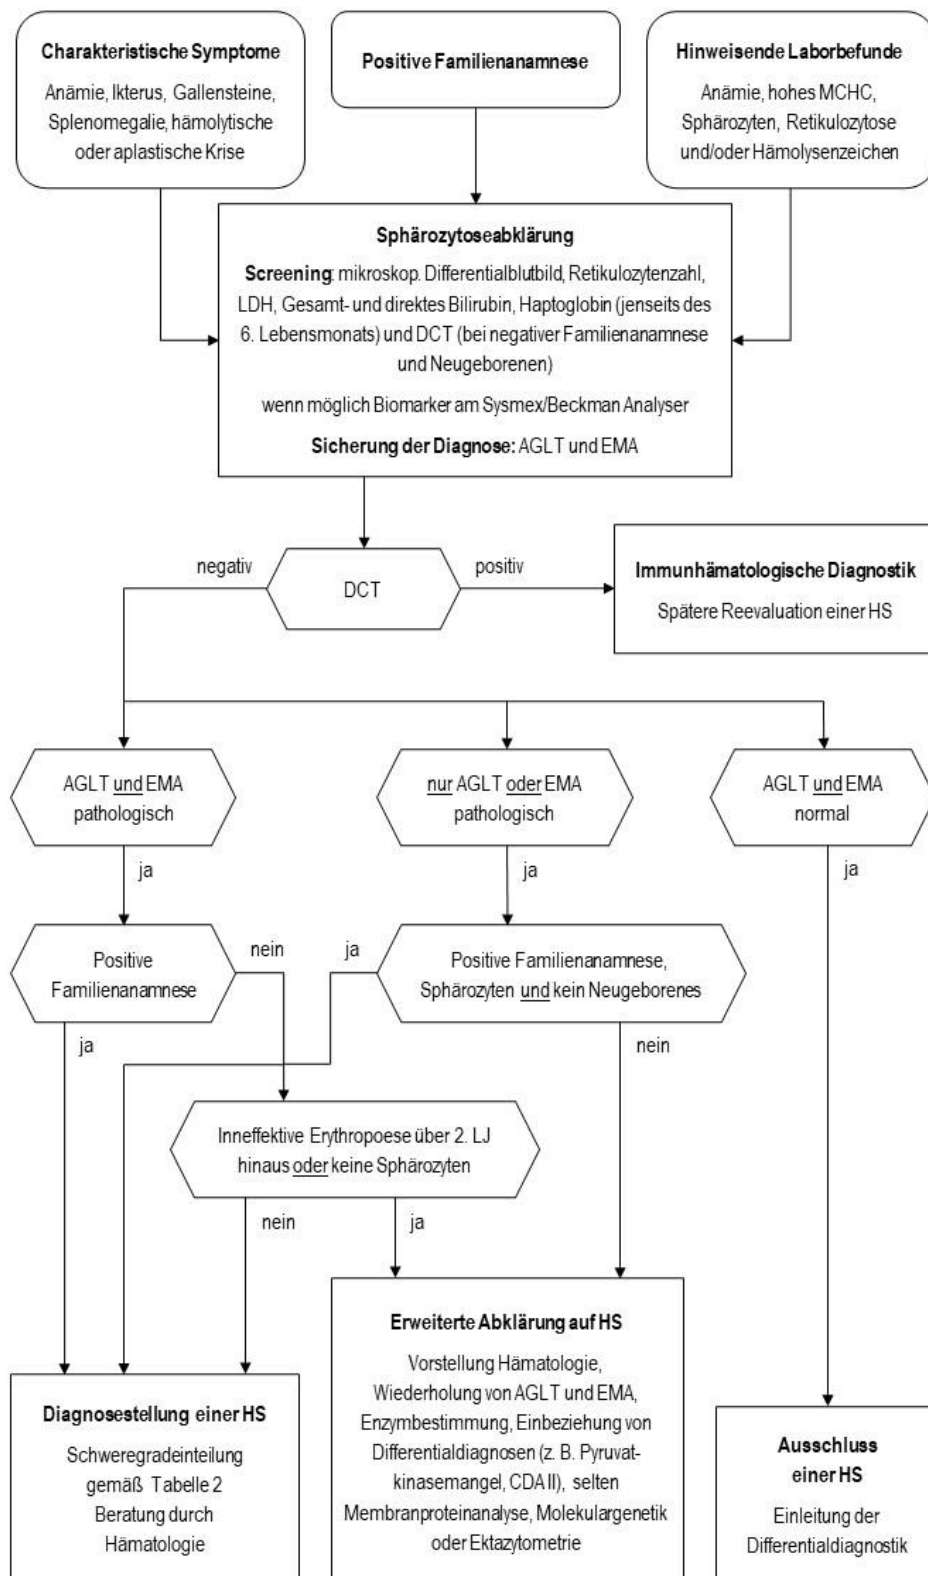 Charakteristische Symptome
Anämie, Ikterus, Gallensteine,
Splenomegalie, hämolytische
oder aplastische Krise
Positive Familienanamnese
Hinweisende Laborbefunde
Anämie, hohes MCHC,
Sphärozyten, Retikulozytose
und/oder Hämolysenzeichen
Sphärozytoseabklärung
Screening: mikroskop. Differentialblutbild, Retikulozytenzahl,
LDH, Gesamt- und direktes Bilirubin, Haptoglobin (jenseits des
6. Lebensmonats) und DCT (bei negativer Familienanamnese
und Neugeborenen)
wenn möglich Biomarker am Sysmex/Beckman Analyser
Sicherung der Diagnose: AGLT und EMA
negativ
DCT
positiv
Immunhämatologische Diagnostik
Spätere Reevaluation einer HS
AGLT und EMA
pathologisch
nur AGLT oder EMA
pathologisch
AGLT und EMA
normal
ja
ja
ja
Positive
Familienanamnese
nein
ja
Positive Familienanamnese,
Sphärozyten und kein Neugeborenes
ja
ja
nein
Inneffektive Erythropoese über 2. LJ
hinaus oder keine Sphärozyten
nein
ja
Diagnosestellung einer HS
Schweregradeinteilung
gemäß Tabelle 2
Beratung durch
Hämatologie
Erweiterte Abklärung auf HS
Vorstellung Hämatologie,
Wiederholung von AGLT und EMA,
Enzymbestimmung, Einbeziehung von
Differentialdiagnosen (z. B. Pyruvat-
kinasemangel, CDA II), selten
Membranproteinanalyse, Molekulargenetik
oder Ektazytometrie
Ausschluss
einer HS
Einleitung der
Differentialdiagnostik